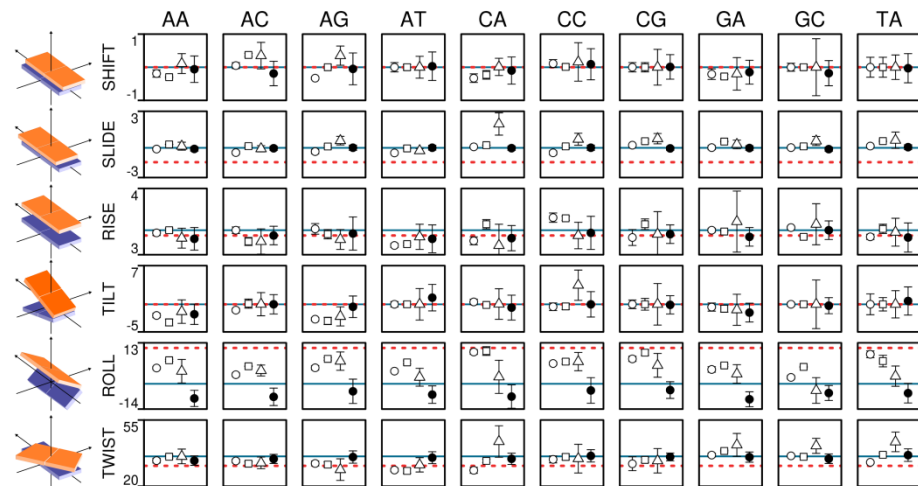 AA AC AG AT CA CC CG GA GC TA
SHIFT
1
-1
SLIDE
3
-3
RISE
4
3
TILT
7
-5
ROLL
13
-14
TWIST
55
20